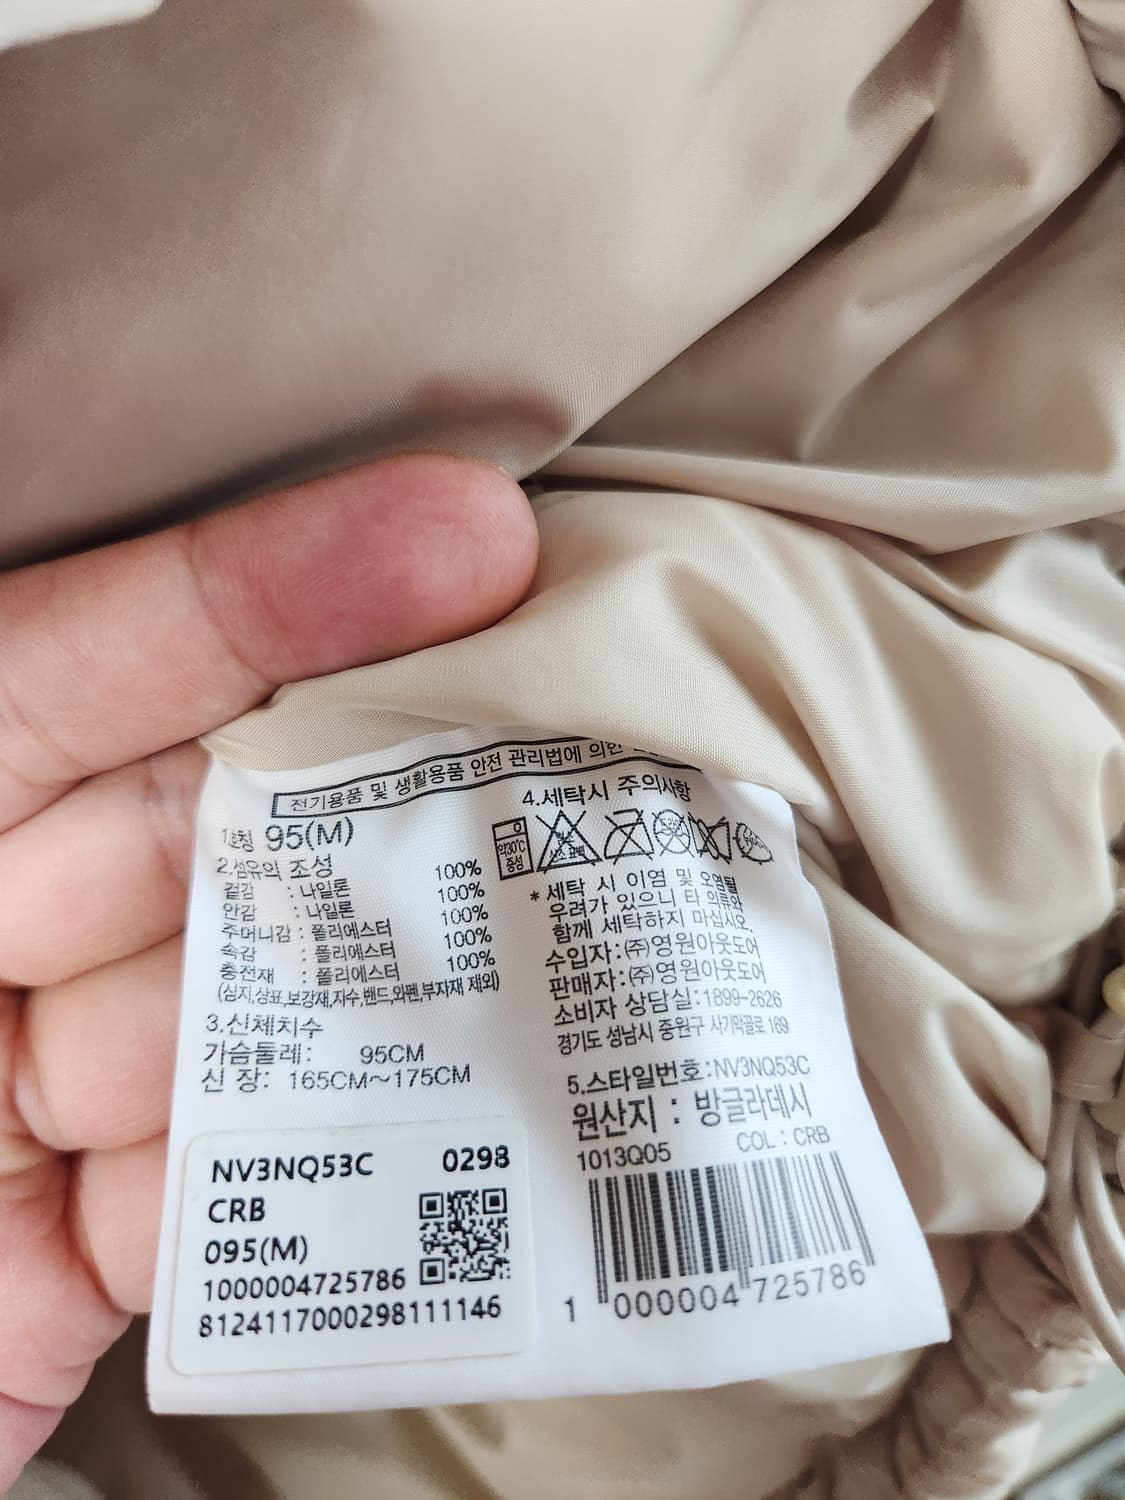 전기용품 및 생활용품 안전 관리법에 의한
1.호칭 95(M)
2.섬유의 조성
겉감 : 나일론 100%
안감 : 나일론 100%
주머니감 : 폴리에스터 100%
속감 : 폴리에스터 100%
충전재 : 폴리에스터 100%
(심지,상표,보강재,자수,밴드,와펜,부자재 제외)
3.신체치수
가슴둘레: 95CM
신 장: 165CM~175CM
4.세탁시 주의사항
약30℃
중성
* 세탁 시 이염 및 오염될
우려가 있으니 타 의류와
함께 세탁하지 마십시오.
수입자:(주)영원아웃도어
판매자:(주)영원아웃도어
소비자 상담실:1899-2626
경기도 성남시 중원구 사기막골로 169
5.스타일번호:NV3NQ53C
원산지 : 방글라데시
COL : CRB
1013Q05
1 000004 725786
NV3NQ53C 0298
CRB
095(M)
1000004725786
8124117000298111146